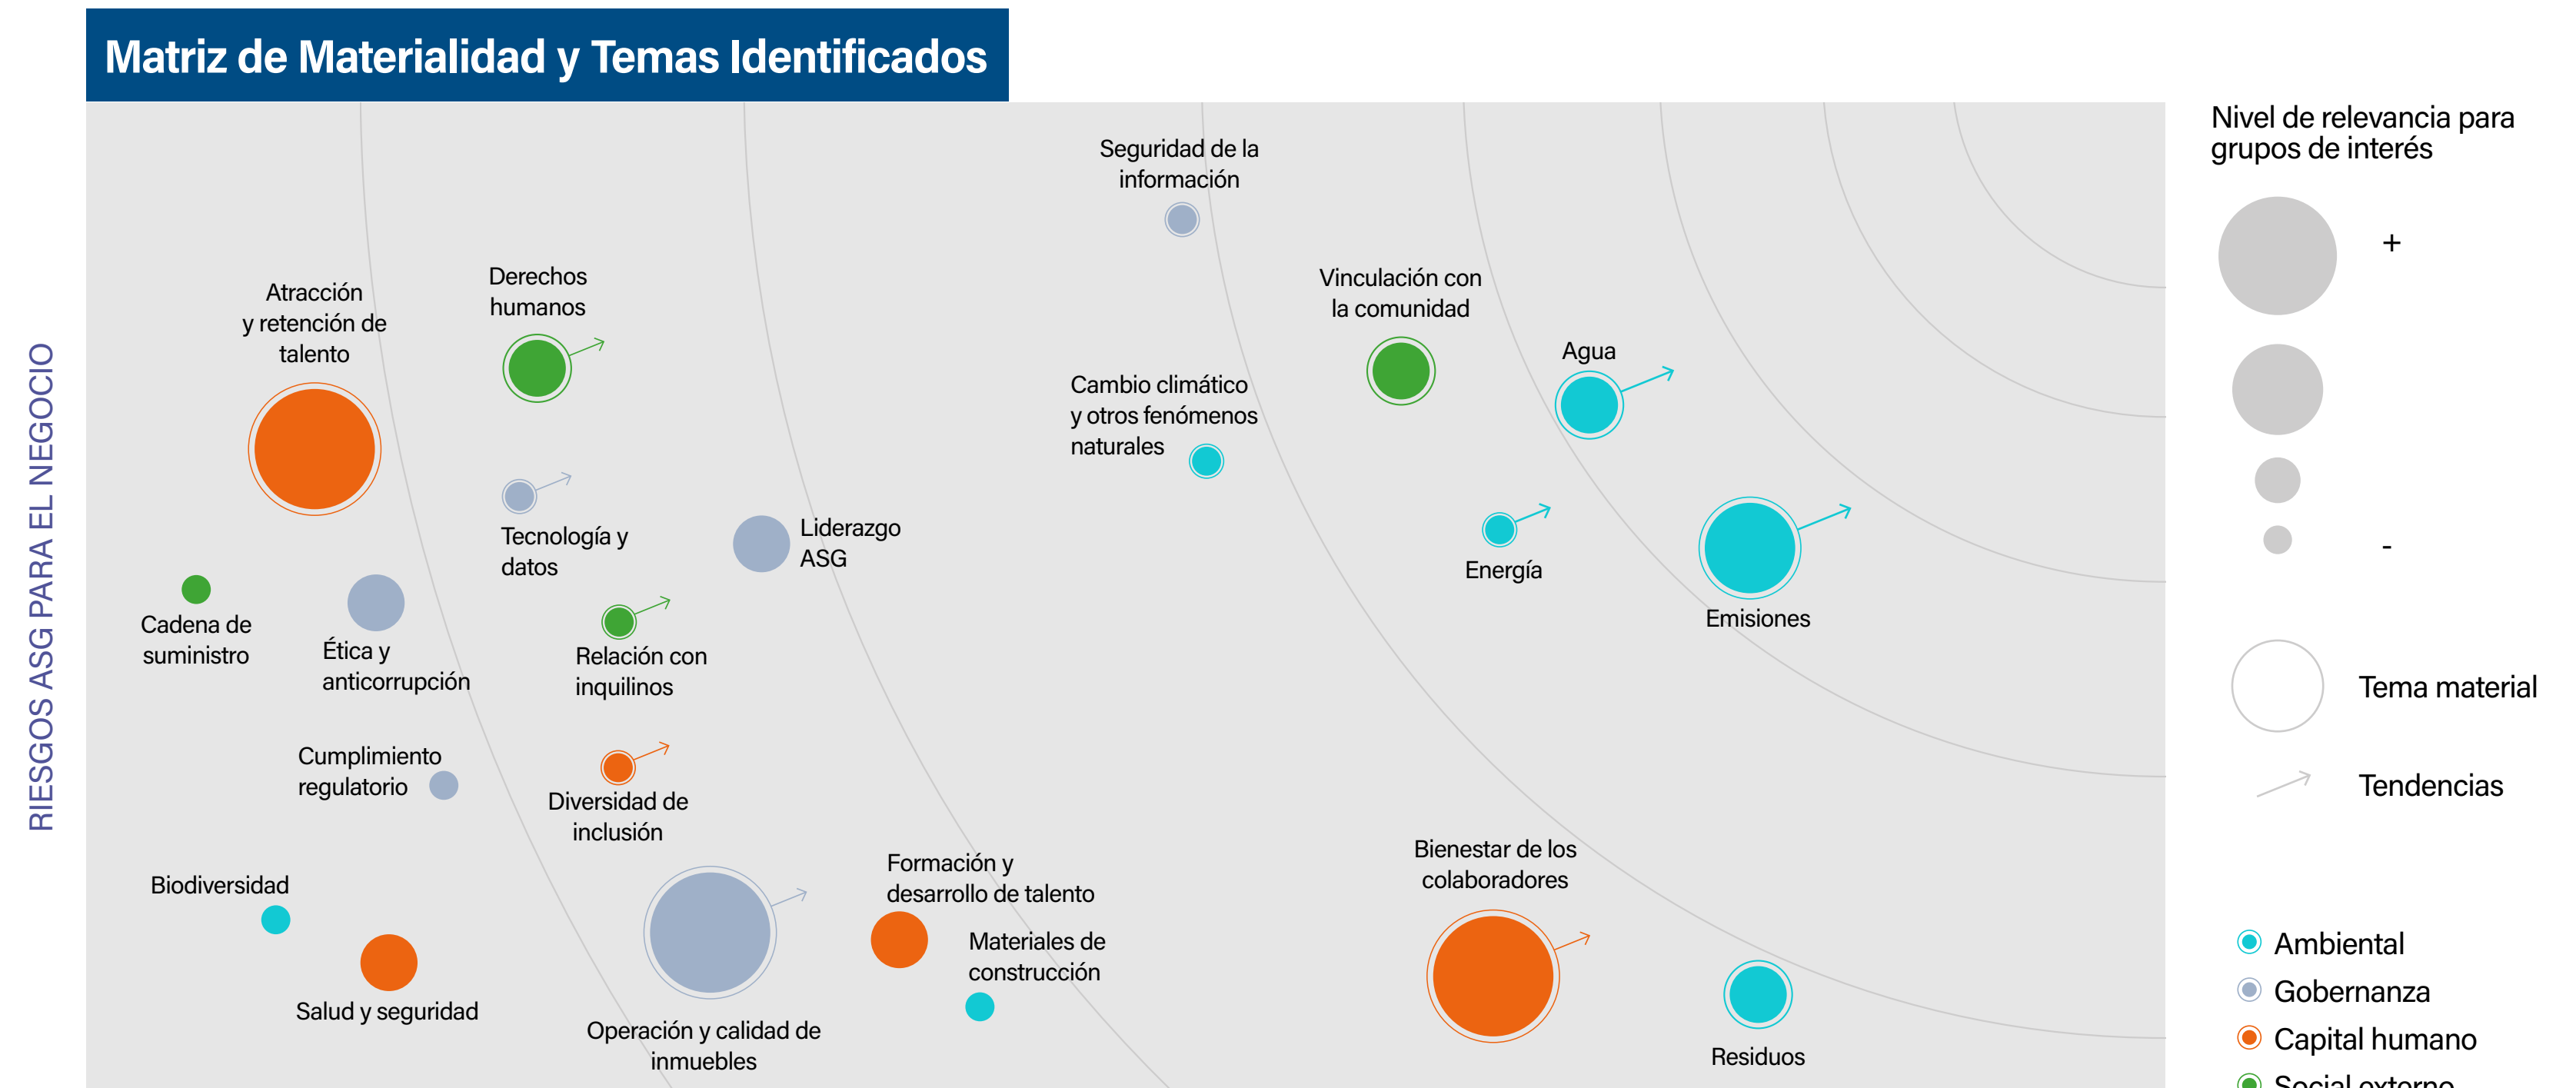 Matriz de Materialidad y Temas Identificados
RIESGOS ASG PARA EL NEGOCIO
Seguridad de la
información
Vinculación con
la comunidad
Derechos
humanos
Atracción
y retención de
talento
Agua
Cambio climático
y otros fenómenos
naturales
Tecnología y
datos
Liderazgo
ASG
Energía
Emisiones
Cadena de
suministro
Ética y
anticorrupción
Relación con
inquilinos
Cumplimiento
regulatorio
Diversidad de
inclusión
Biodiversidad
Formación y
desarrollo de talento
Bienestar de los
colaboradores
Materiales de
construcción
Salud y seguridad
Operación y calidad de
inmuebles
Residuos
Nivel de relevancia para
grupos de interés
+
-
Tema material
Tendencias
Ambiental
Gobernanza
Capital humano
Social externo